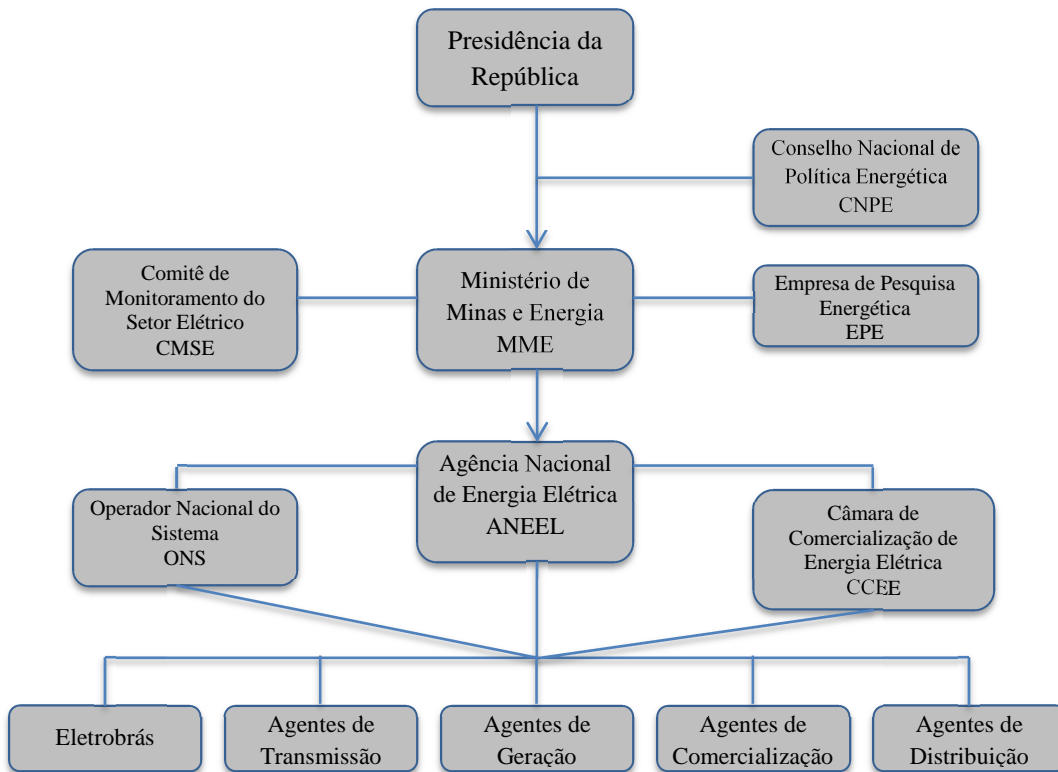 Presidência da
República
Conselho Nacional de
Política Energética
CNPE
Comitê de
Monitoramento do
Setor Elétrico
CMSE
Ministério de
Minas e Energia
MME
Empresa de Pesquisa
Energética
EPE
Agência Nacional
de Energia Elétrica
ANEEL
Operador Nacional do
Sistema
ONS
Câmara de
Comercialização de
Energia Elétrica
CCEE
Eletrobrás
Agentes de
Transmissão
Agentes de
Geração
Agentes de
Comercialização
Agentes de
Distribuição